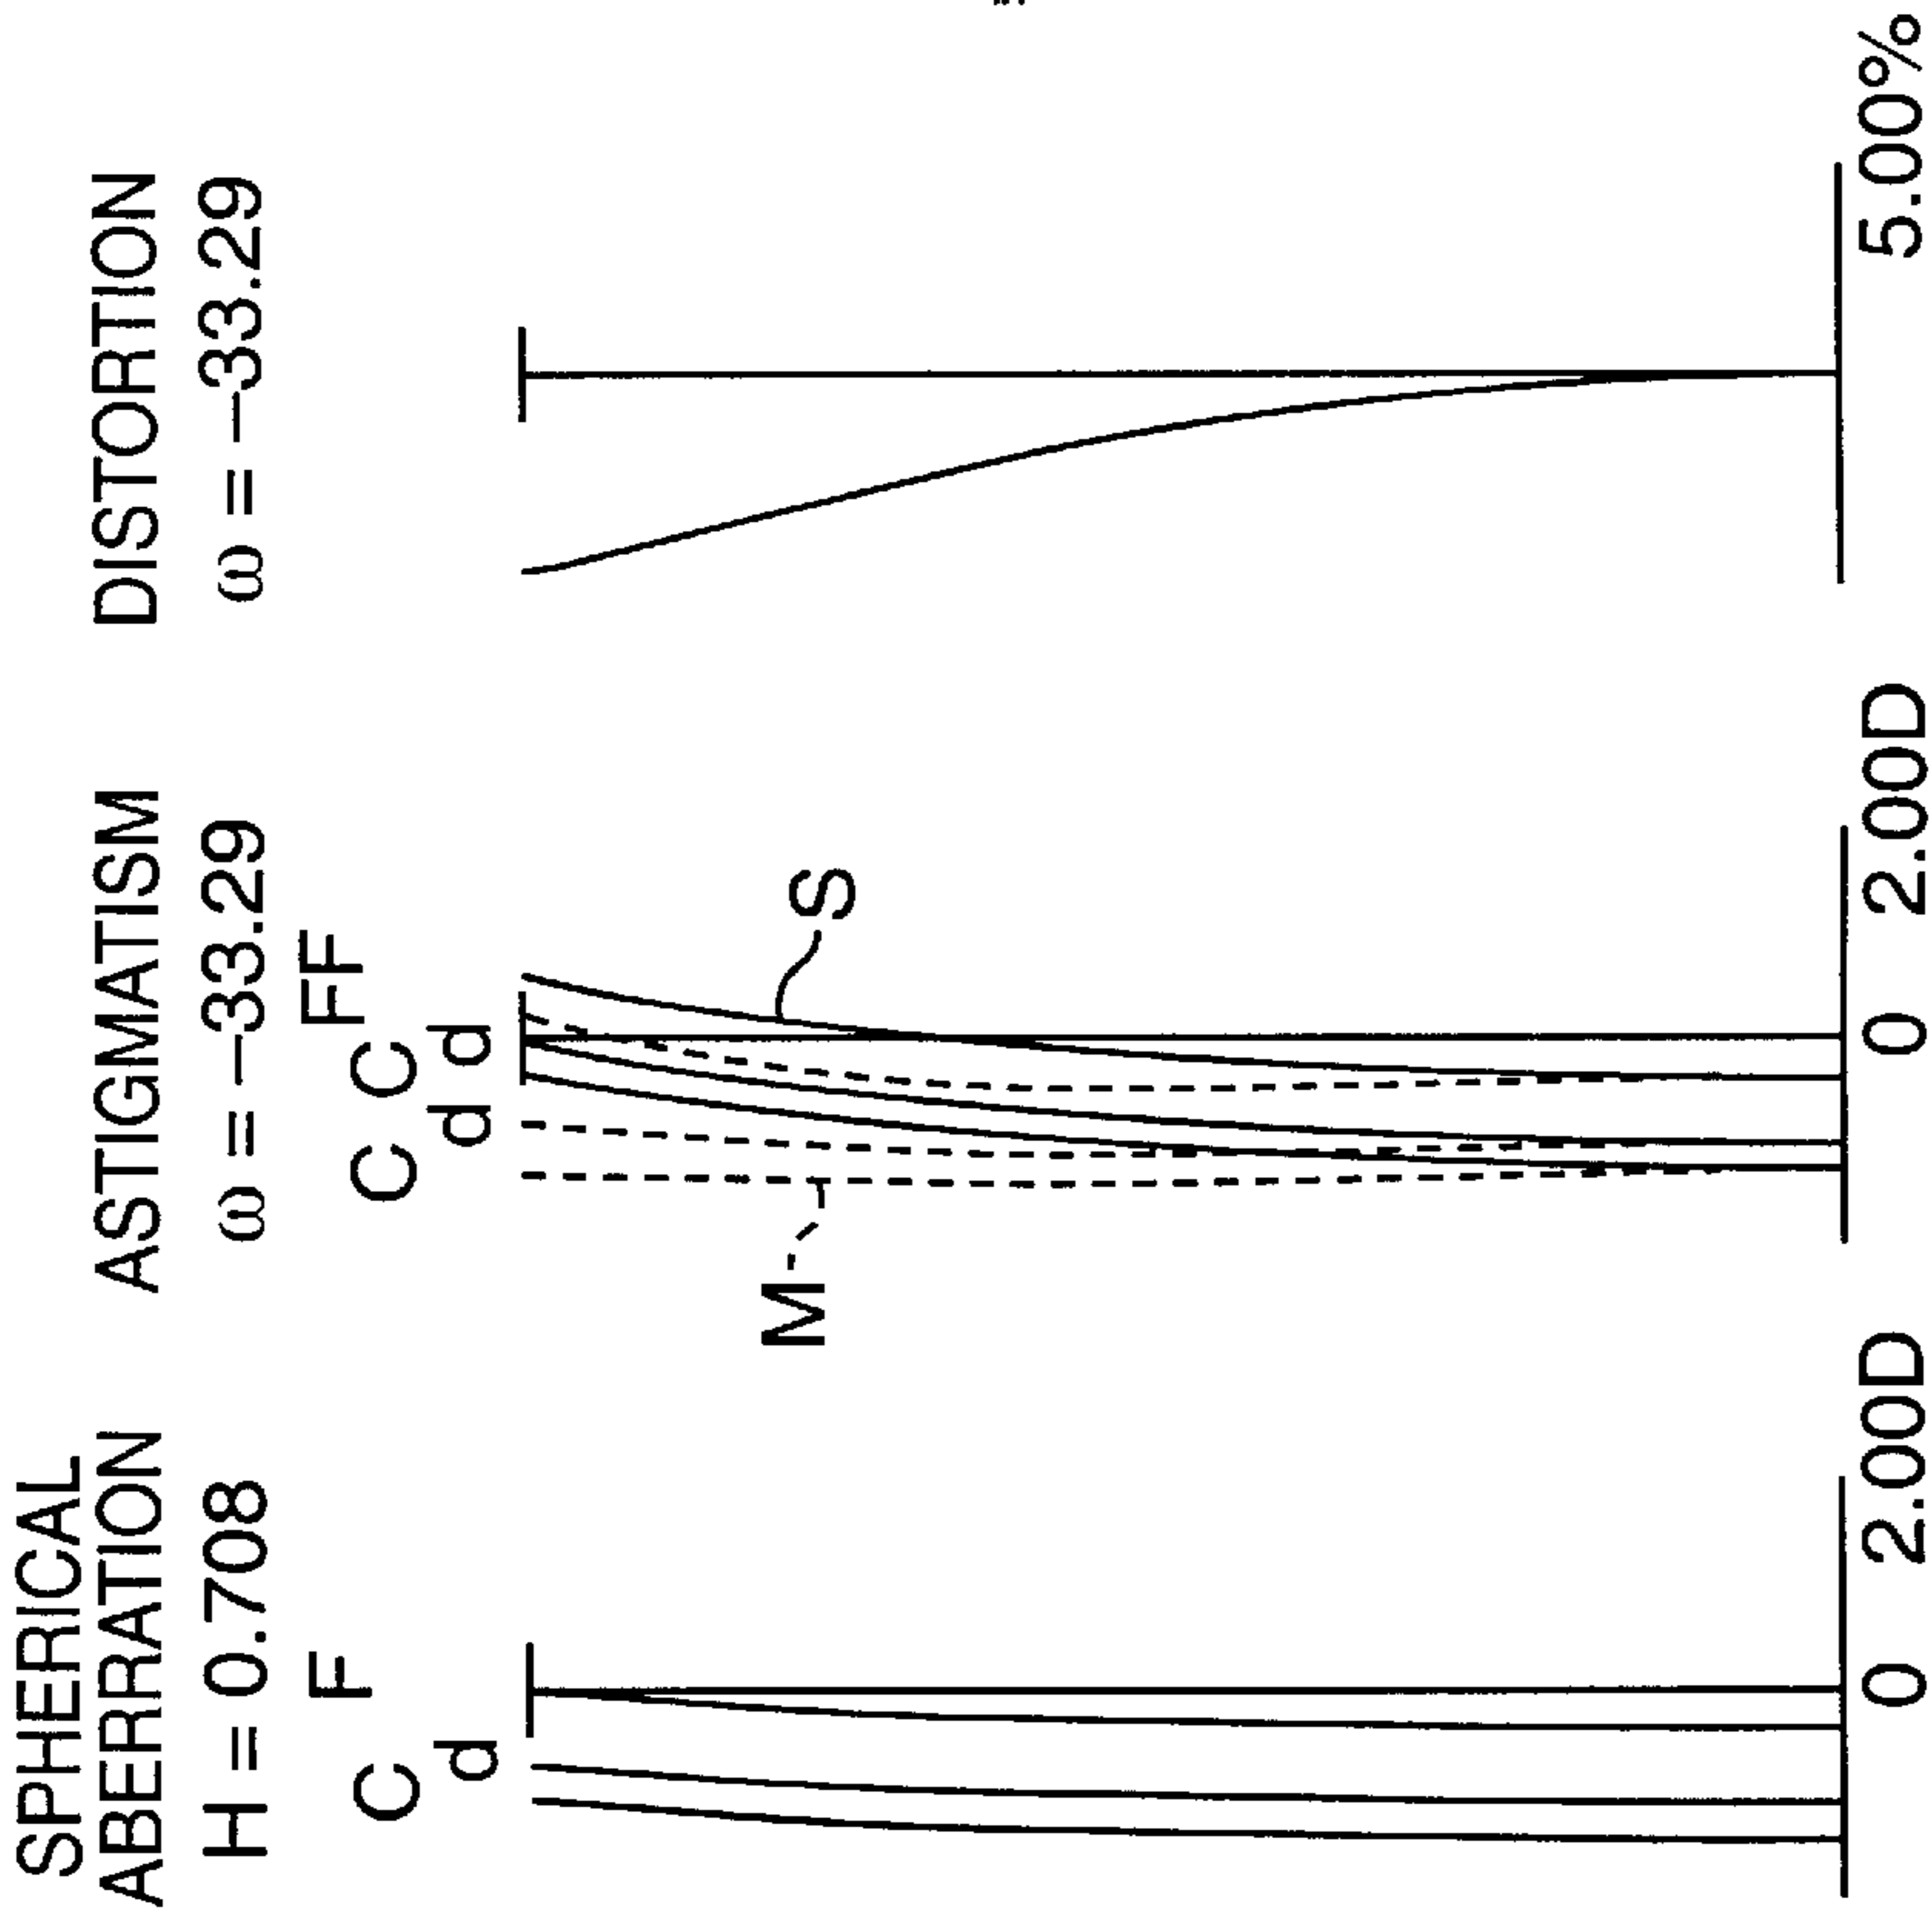 SPHERICAL
ABERRATION
H = 0.708
F
C
d
0 2.00D
ASTIGMATISM
ω = −33.29
F F
C C
d d
S
M
0 2.00D
DISTORTION
ω = −33.29
5.00%